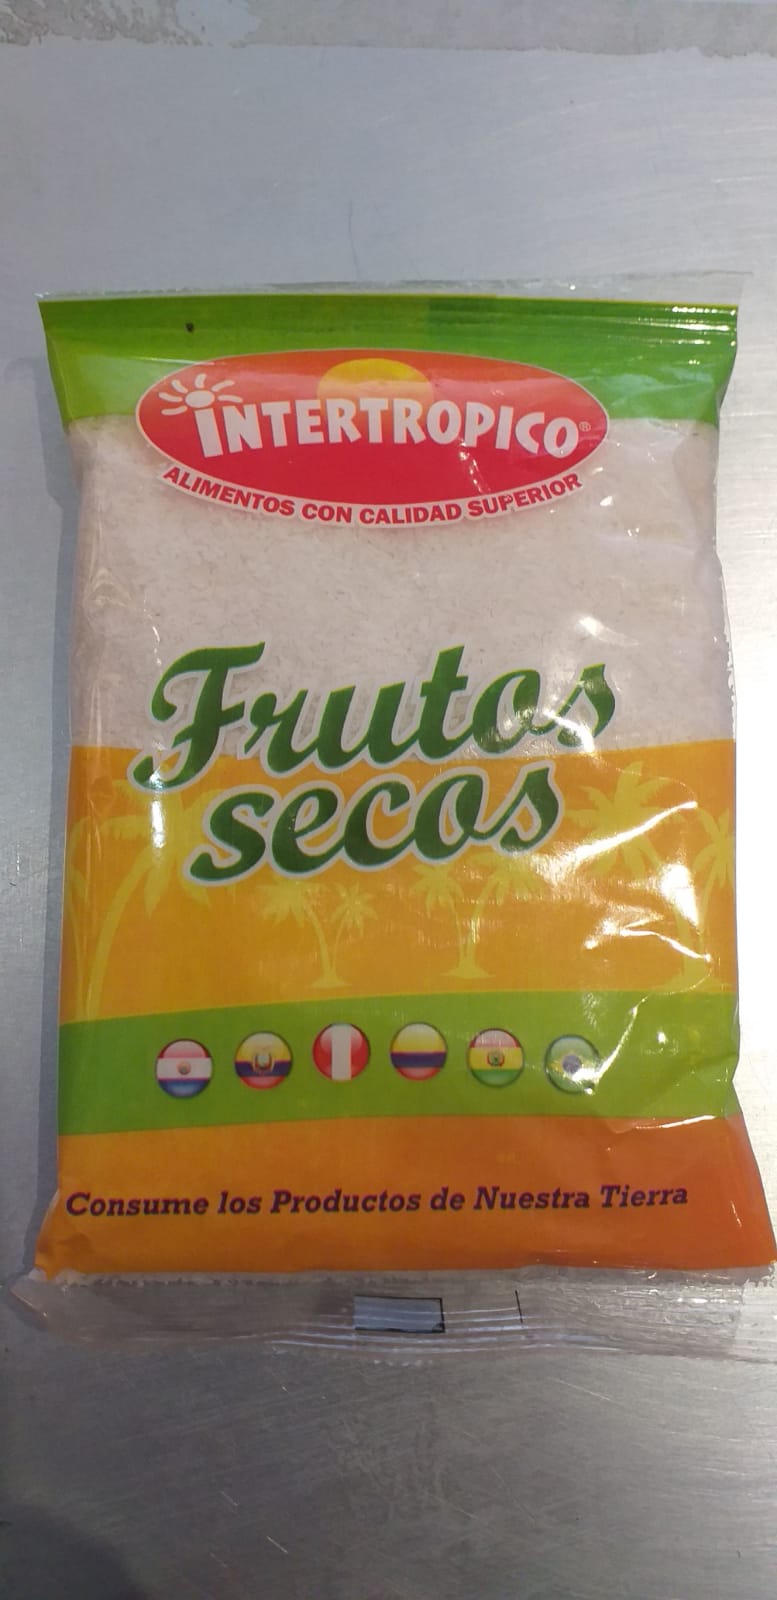 INTERTROPICO®
ALIMENTOS CON CALIDAD SUPERIOR
Frutos
secos
Consume los Productos de Nuestra Tierra